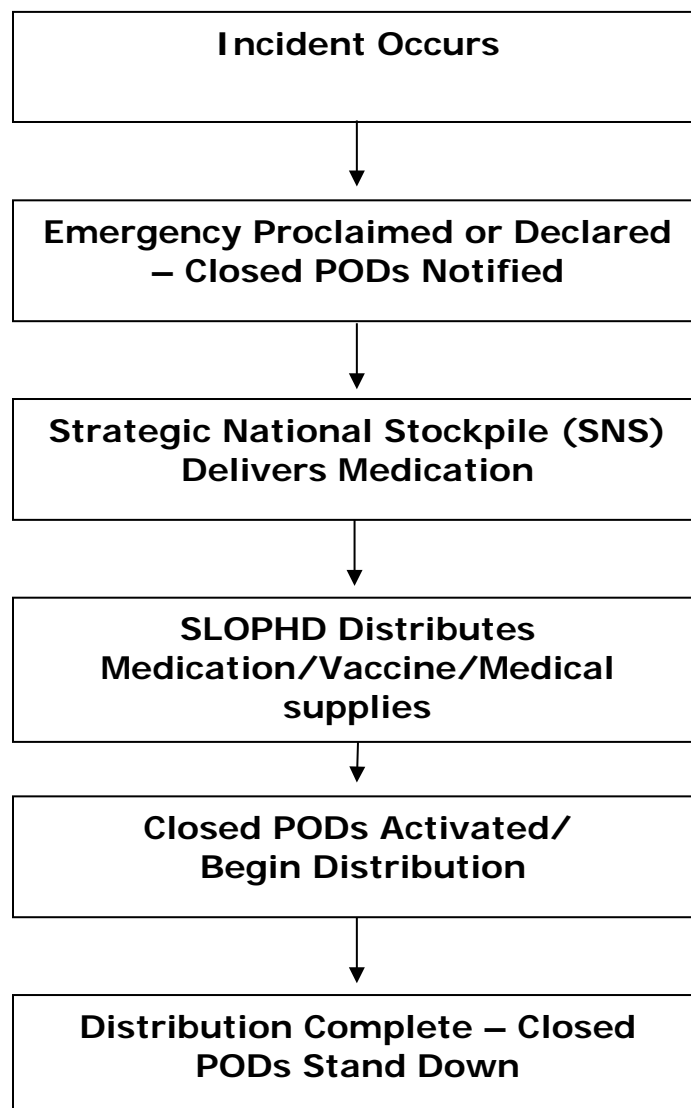 Incident Occurs
Emergency Proclaimed or Declared
– Closed PODs Notified
Strategic National Stockpile (SNS)
Delivers Medication
SLOPHD Distributes
Medication/Vaccine/Medical
supplies
Closed PODs Activated/
Begin Distribution
Distribution Complete – Closed
PODs Stand Down